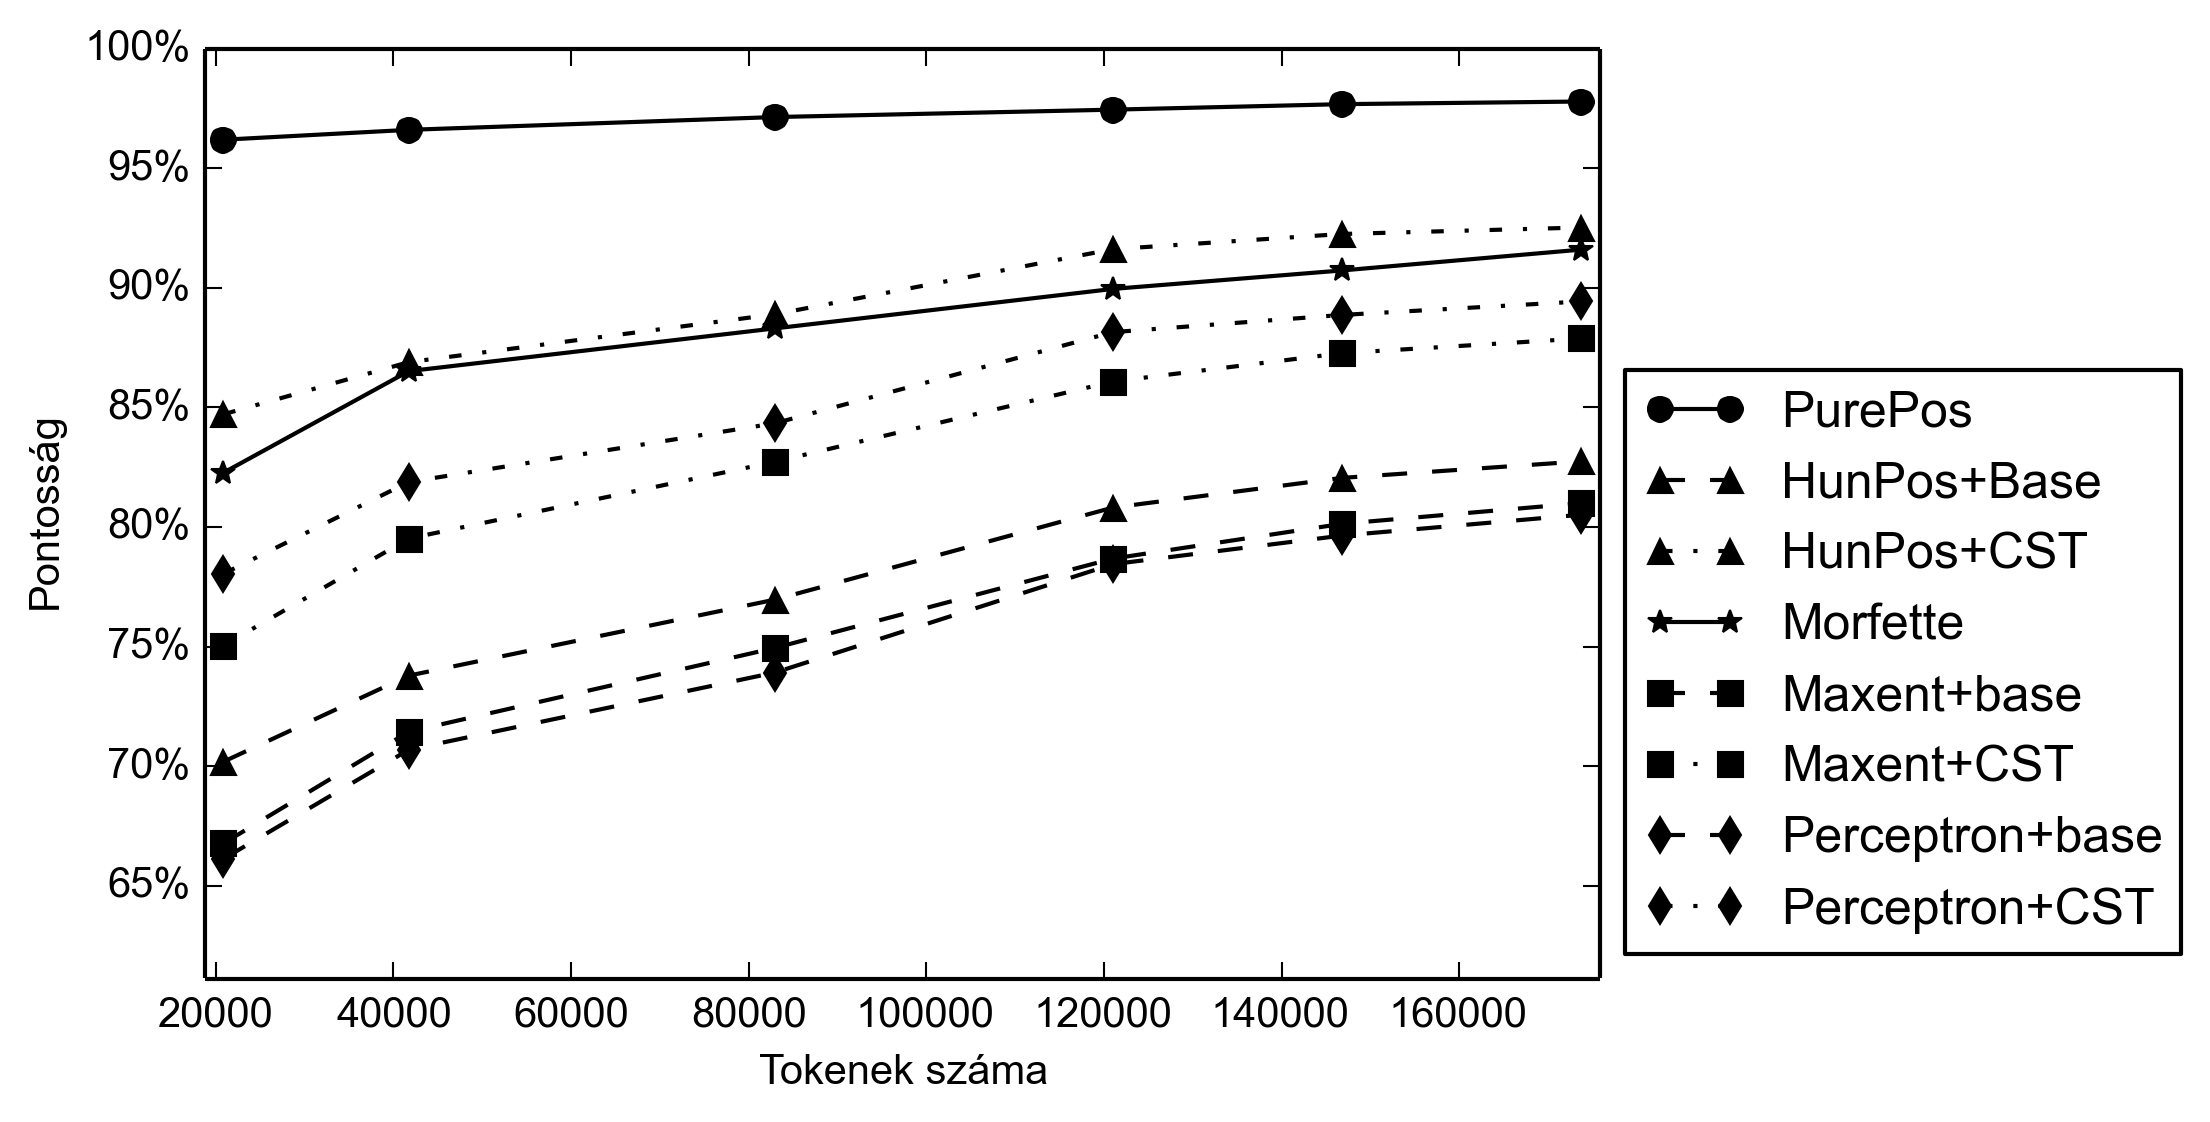 100%
95%
90%
85%
80%
75%
70%
65%
Pontosság
20000 40000 60000 80000 100000 120000 140000 160000
Tokenek száma
PurePos
HunPos+Base
HunPos+CST
Morfette
Maxent+base
Maxent+CST
Perceptron+base
Perceptron+CST